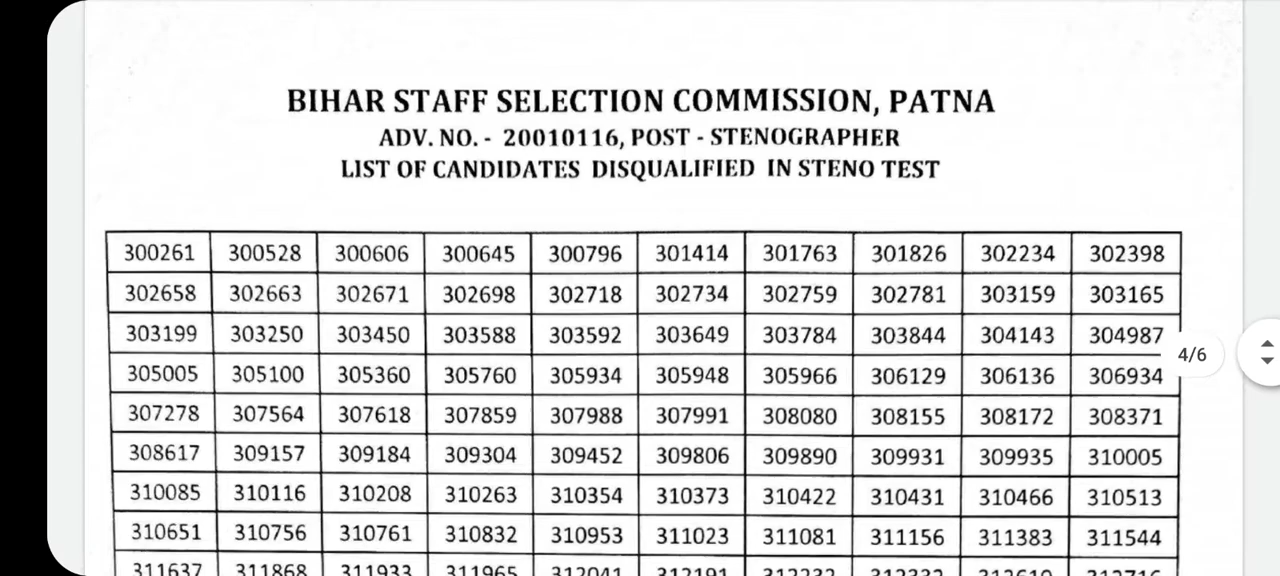 BIHAR STAFF SELECTION COMMISSION, PATNA
ADV. NO. - 20010116, POST - STENOGRAPHER
LIST OF CANDIDATES DISQUALIFIED IN STENO TEST
300261 300528 300606 300645 300796 301414 301763 301826 302234 302398
302658 302663 302671 302698 302718 302734 302759 302781 303159 303165
303199 303250 303450 303588 303592 303649 303784 303844 304143 304987
4/6
305005 305100 305360 305760 305934 305948 305966 306129 306136 306934
307278 307564 307618 307859 307988 307991 308080 308155 308172 308371
308617 309157 309184 309304 309452 309806 309890 309931 309935 310005
310085 310116 310208 310263 310354 310373 310422 310431 310466 310513
310651 310756 310761 310832 310953 311023 311081 311156 311383 311544
311637 311868 311933 311965